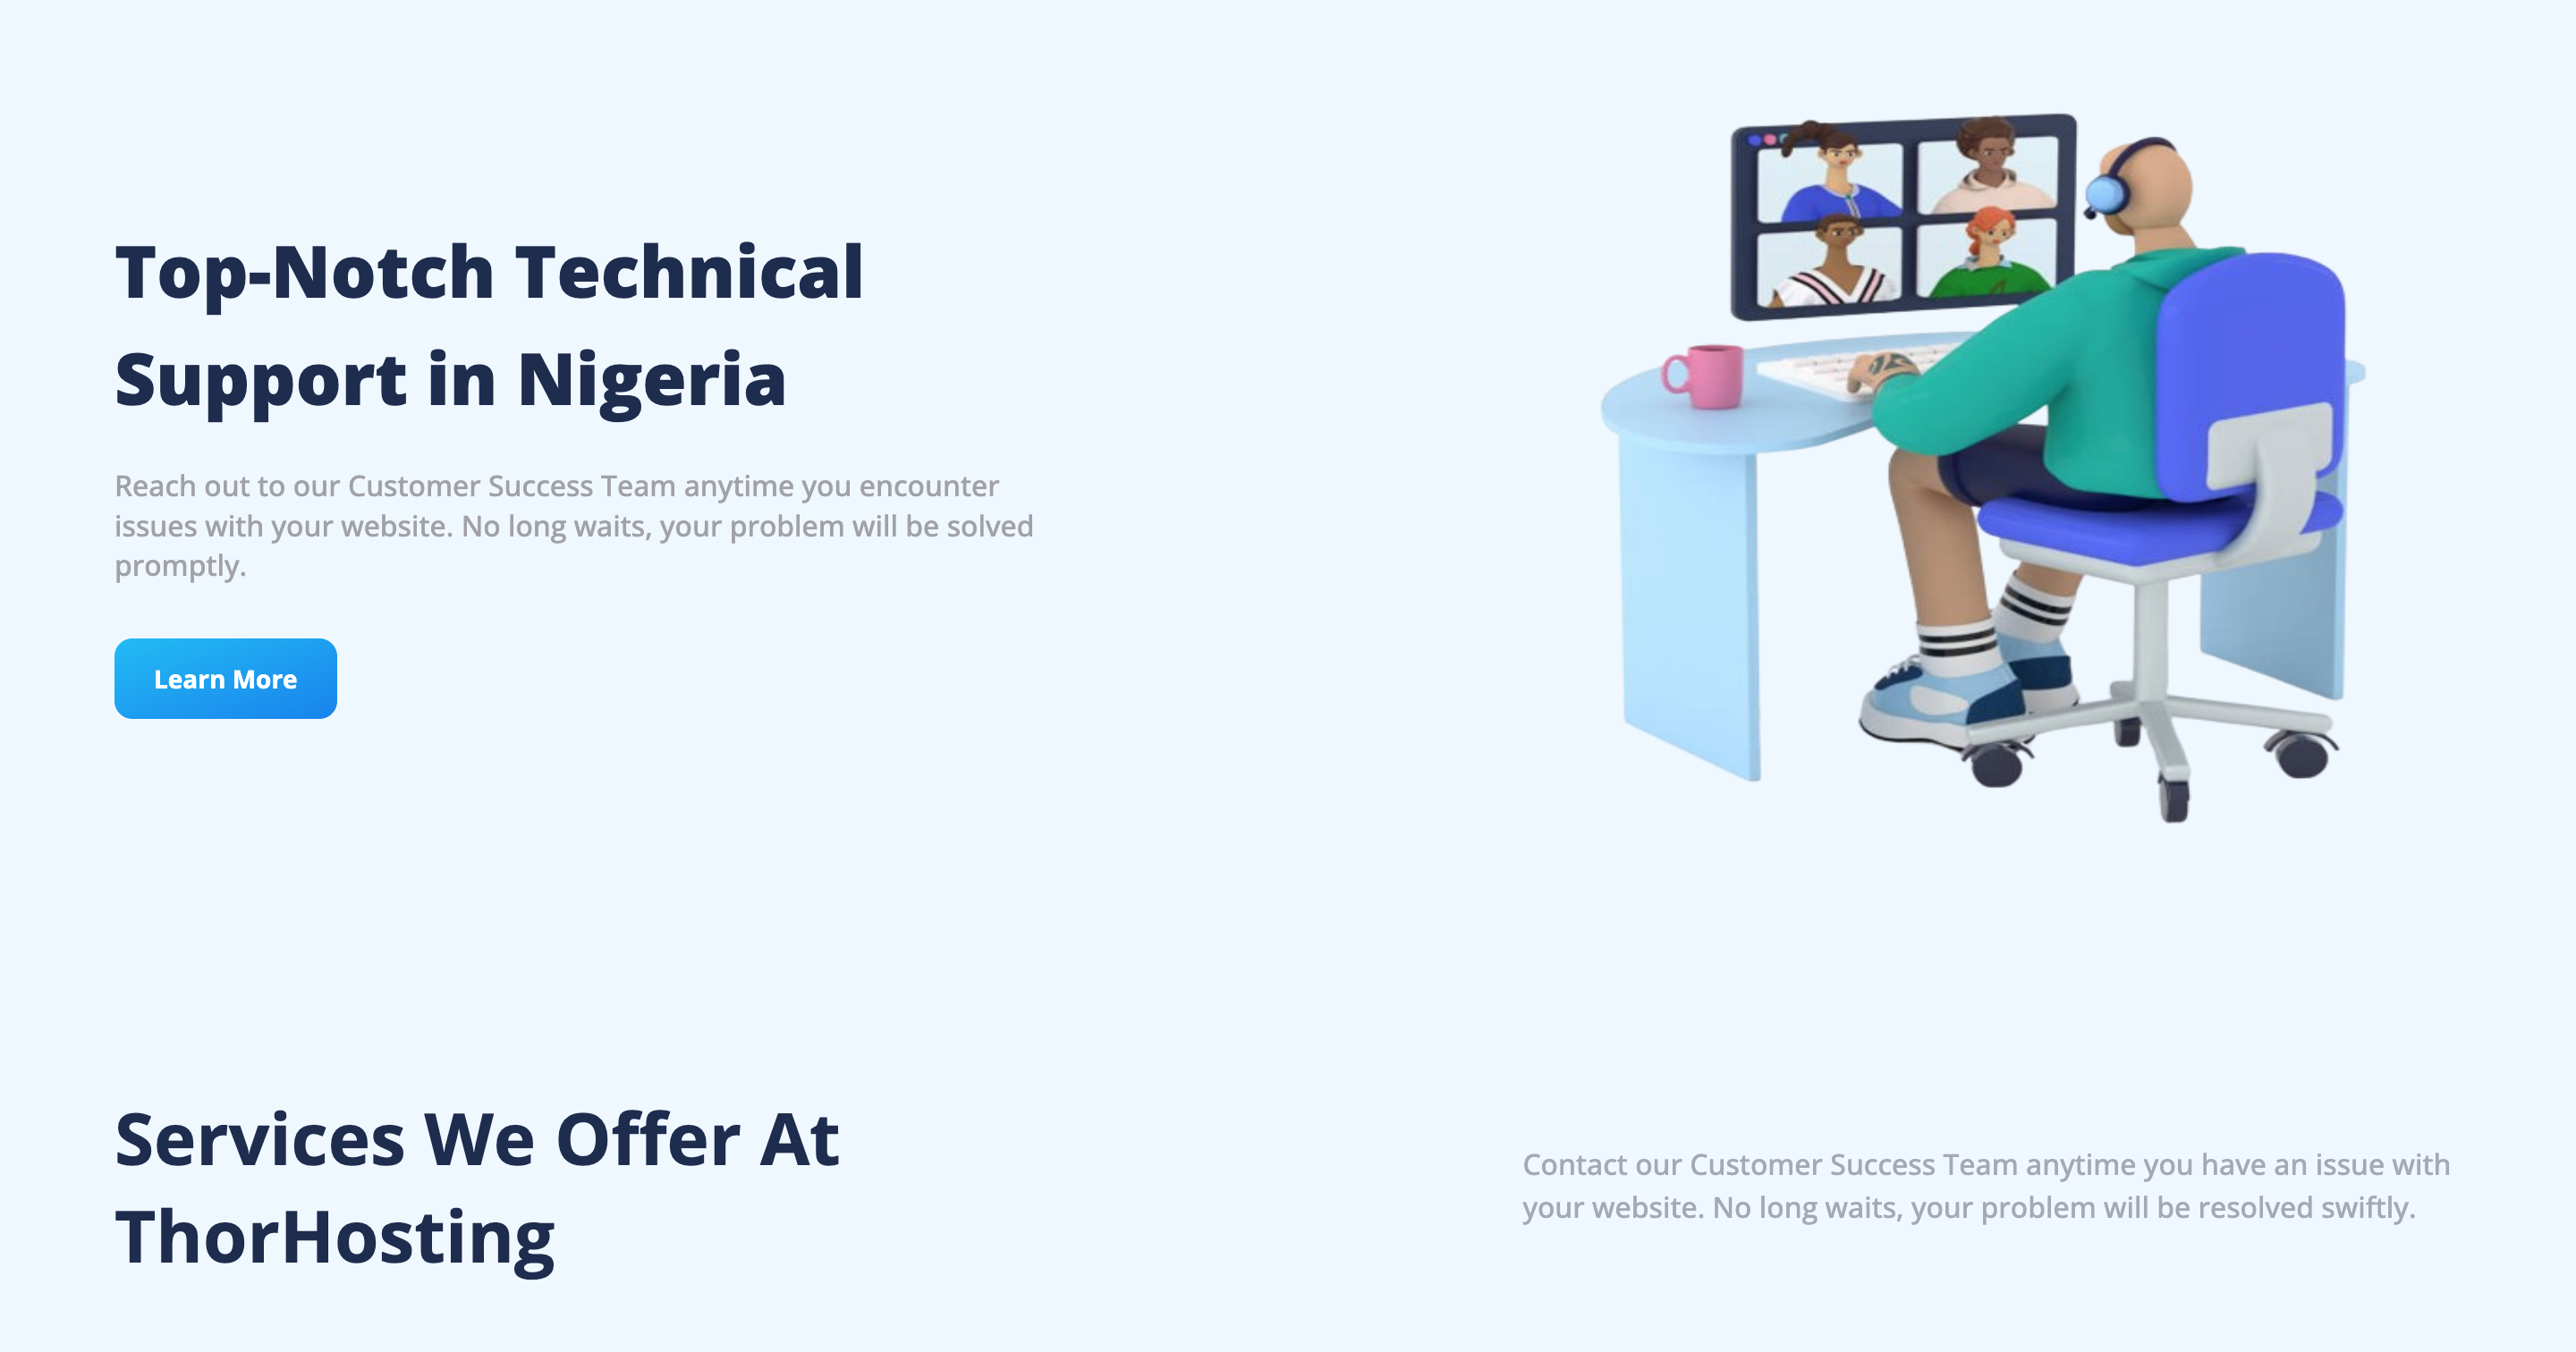 Top-Notch Technical
Support in Nigeria
Reach out to our Customer Success Team anytime you encounter
issues with your website. No long waits, your problem will be solved
promptly.
Learn More
Services We Offer At
ThorHosting
Contact our Customer Success Team anytime you have an issue with
your website. No long waits, your problem will be resolved swiftly.